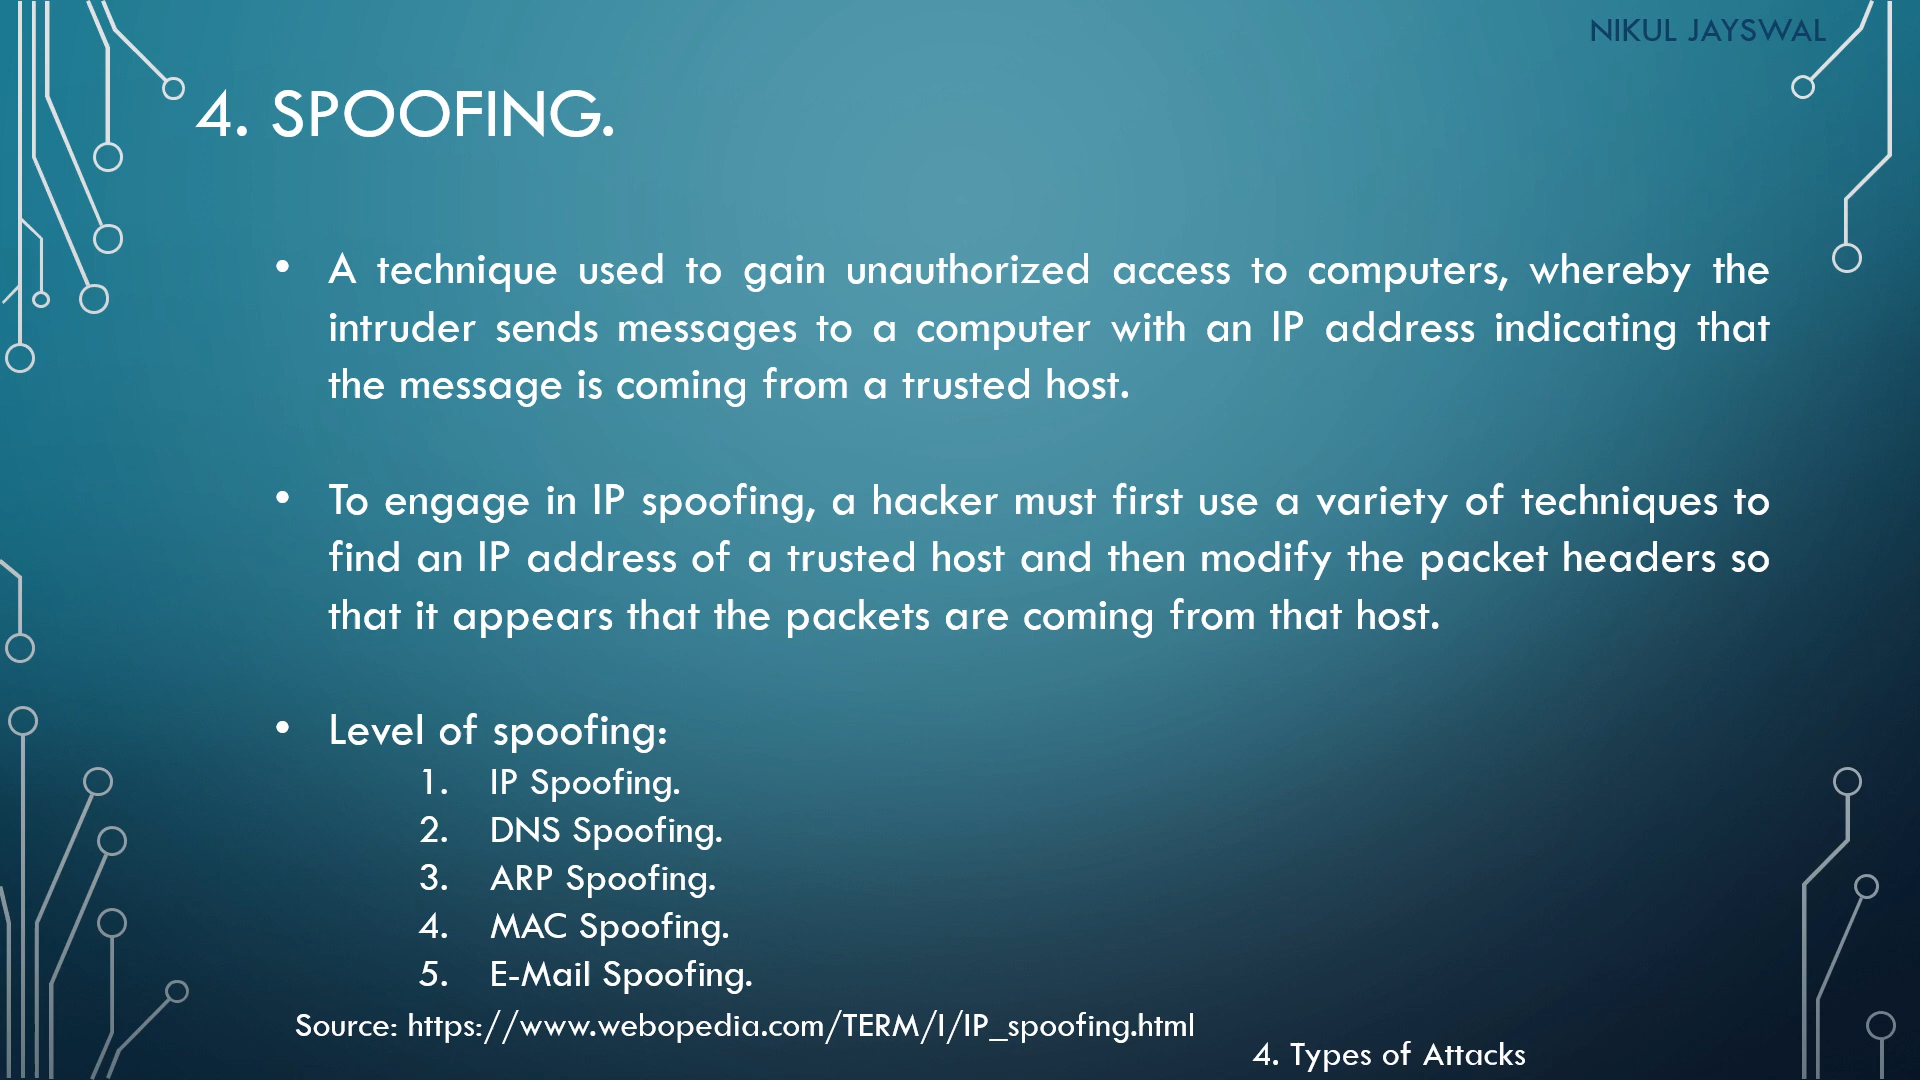 NIKUL JAYSWAL
4. SPOOFING.
• A technique used to gain unauthorized access to computers, whereby the
intruder sends messages to a computer with an IP address indicating that
the message is coming from a trusted host.
• To engage in IP spoofing, a hacker must first use a variety of techniques to
find an IP address of a trusted host and then modify the packet headers so
that it appears that the packets are coming from that host.
• Level of spoofing:
1. IP Spoofing.
2. DNS Spoofing.
3. ARP Spoofing.
4. MAC Spoofing.
5. E-Mail Spoofing.
Source: https://www.webopedia.com/TERM/I/IP_spoofing.html
4. Types of Attacks